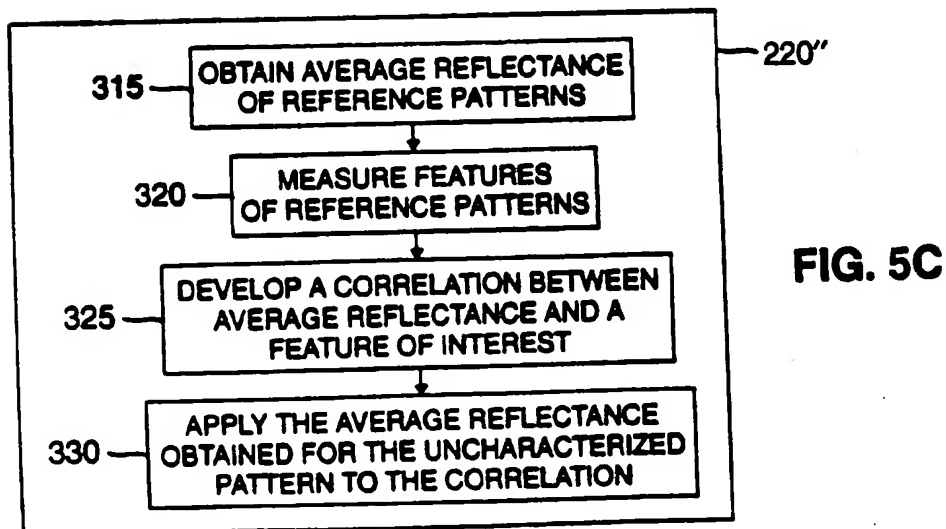 220"
315
OBTAIN AVERAGE REFLECTANCE
OF REFERENCE PATTERNS
320
MEASURE FEATURES
OF REFERENCE PATTERNS
325
DEVELOP A CORRELATION BETWEEN
AVERAGE REFLECTANCE AND A
FEATURE OF INTEREST
330
APPLY THE AVERAGE REFLECTANCE
OBTAINED FOR THE UNCHARACTERIZED
PATTERN TO THE CORRELATION
FIG. 5C